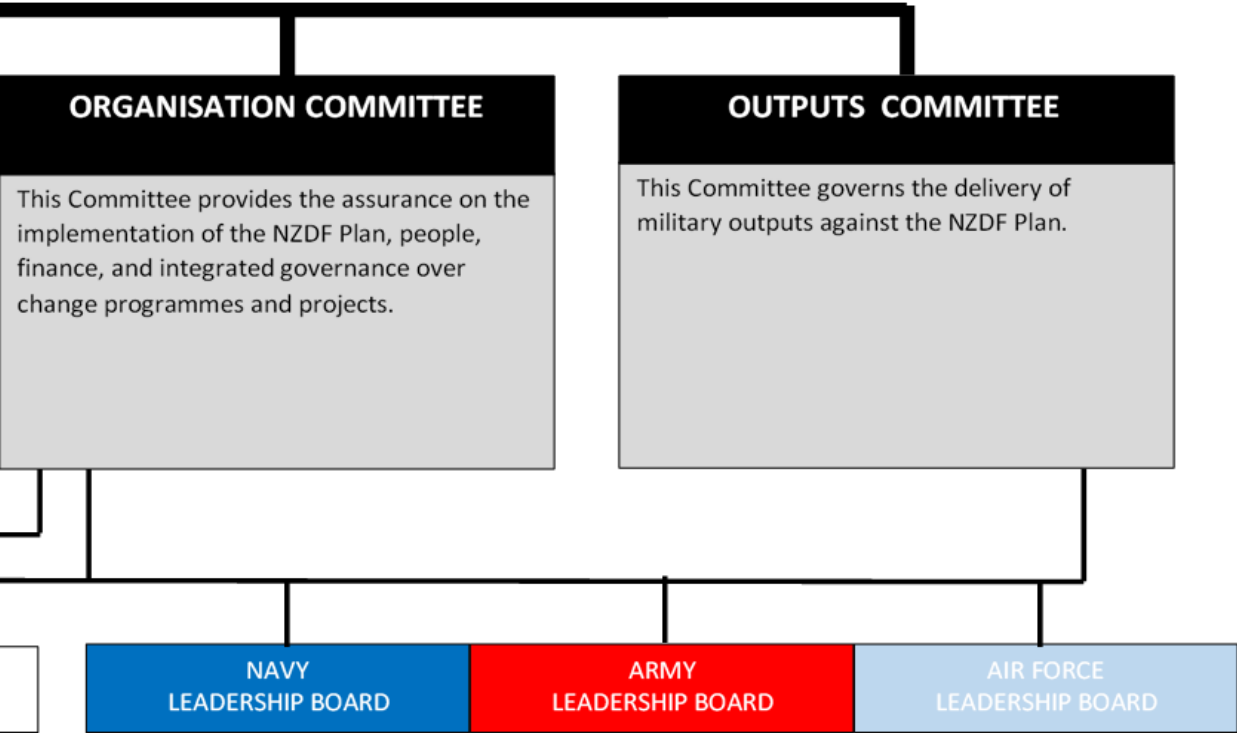 ORGANISATION COMMITTEE
This Committee provides the assurance on the
implementation of the NZDF Plan, people,
finance, and integrated governance over
change programmes and projects.
OUTPUTS COMMITTEE
This Committee governs the delivery of
military outputs against the NZDF Plan.
NAVY
LEADERSHIP BOARD
ARMY
LEADERSHIP BOARD
AIR FORCE
LEADERSHIP BOARD